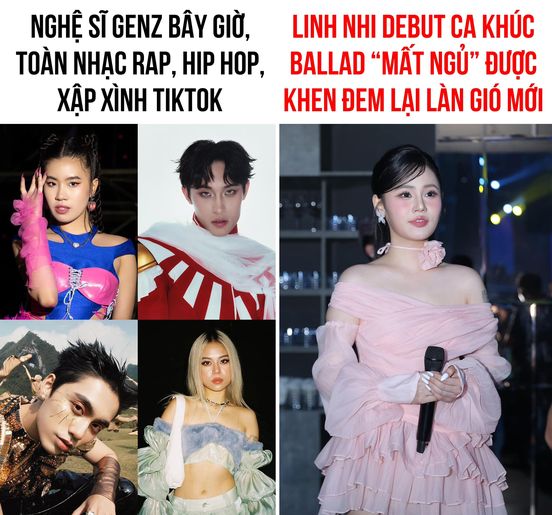 NGHỆ SĨ GENZ BÂY GIỜ,
TOÀN NHẠC RAP, HIP HOP,
XẬP XÌNH TIKTOK
LINH NHI DEBUT CA KHÚC
BALLAD “MẤT NGỦ” ĐƯỢC
KHEN ĐEM LẠI LÀN GIÓ MỚI